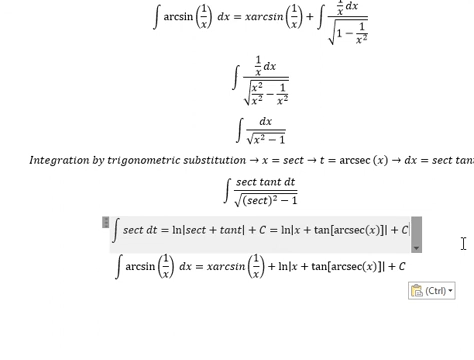 ∫ arcsin(1/x) dx = xarcsin(1/x) + ∫ (1/x dx)/√(1 − 1/x²)
∫ (1/x dx)/√(x²/x² − 1/x²)
∫ dx/√(x² − 1)
Integration by trigonometric substitution → x = sect → t = arcsec (x) → dx = sect tan
∫ (sect tant dt)/√((sect)² − 1)
∫ sect dt = ln|sect + tant| + C = ln|x + tan[arcsec(x)]| + C
∫ arcsin(1/x) dx = xarcsin(1/x) + ln|x + tan[arcsec(x)]| + C
(Ctrl)